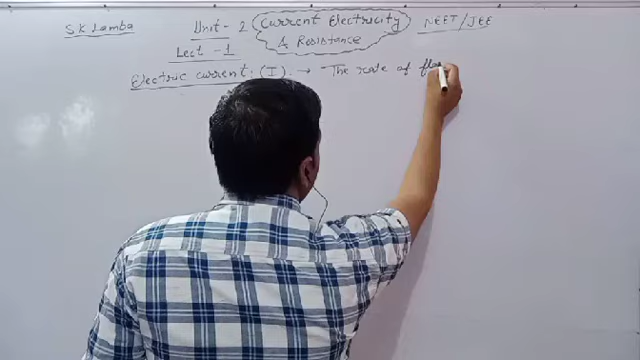 S.K Lamba
Unit - 2 Current Electricity NEET/JEE
& Resistance
Lect - 1
Electric current: (I) → The rate of flo